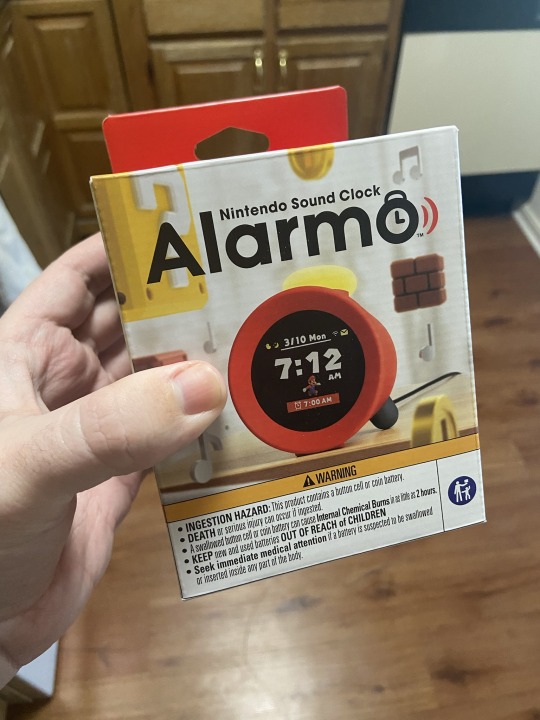 Nintendo Sound Clock
Alarmo
TM
3/10 Mon
7:12
AM
7:00 AM
WARNING
• INGESTION HAZARD: This product contains a button cell or coin battery.
• DEATH or serious injury can occur if ingested.
• A swallowed button cell or coin battery can cause Internal Chemical Burns in as little as 2 hours.
• KEEP new and used batteries OUT OF REACH of CHILDREN
• Seek immediate medical attention if a battery is suspected to be swallowed
or inserted inside any part of the body.